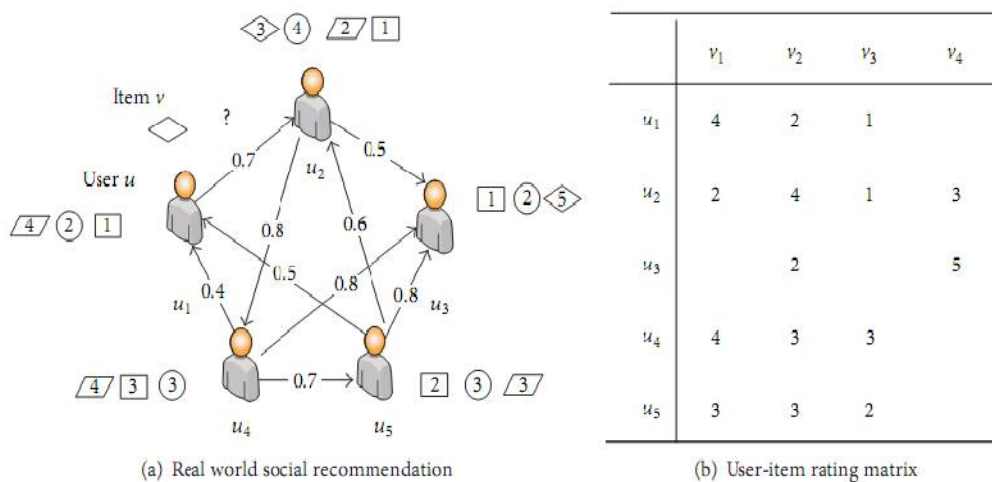 3 4 2 1
Item v
?
0.7
0.5
u2
User u
4 2 1
1 2 5
0.8
0.6
0.5
0.8
0.4
0.8
u1
u3
4 3 3
0.7
2 3 3
u4
u5
(a) Real world social recommendation
v1 v2 v3 v4
u1 4 2 1
u2 2 4 1 3
u3 2 5
u4 4 3 3
u5 3 3 2
(b) User-item rating matrix